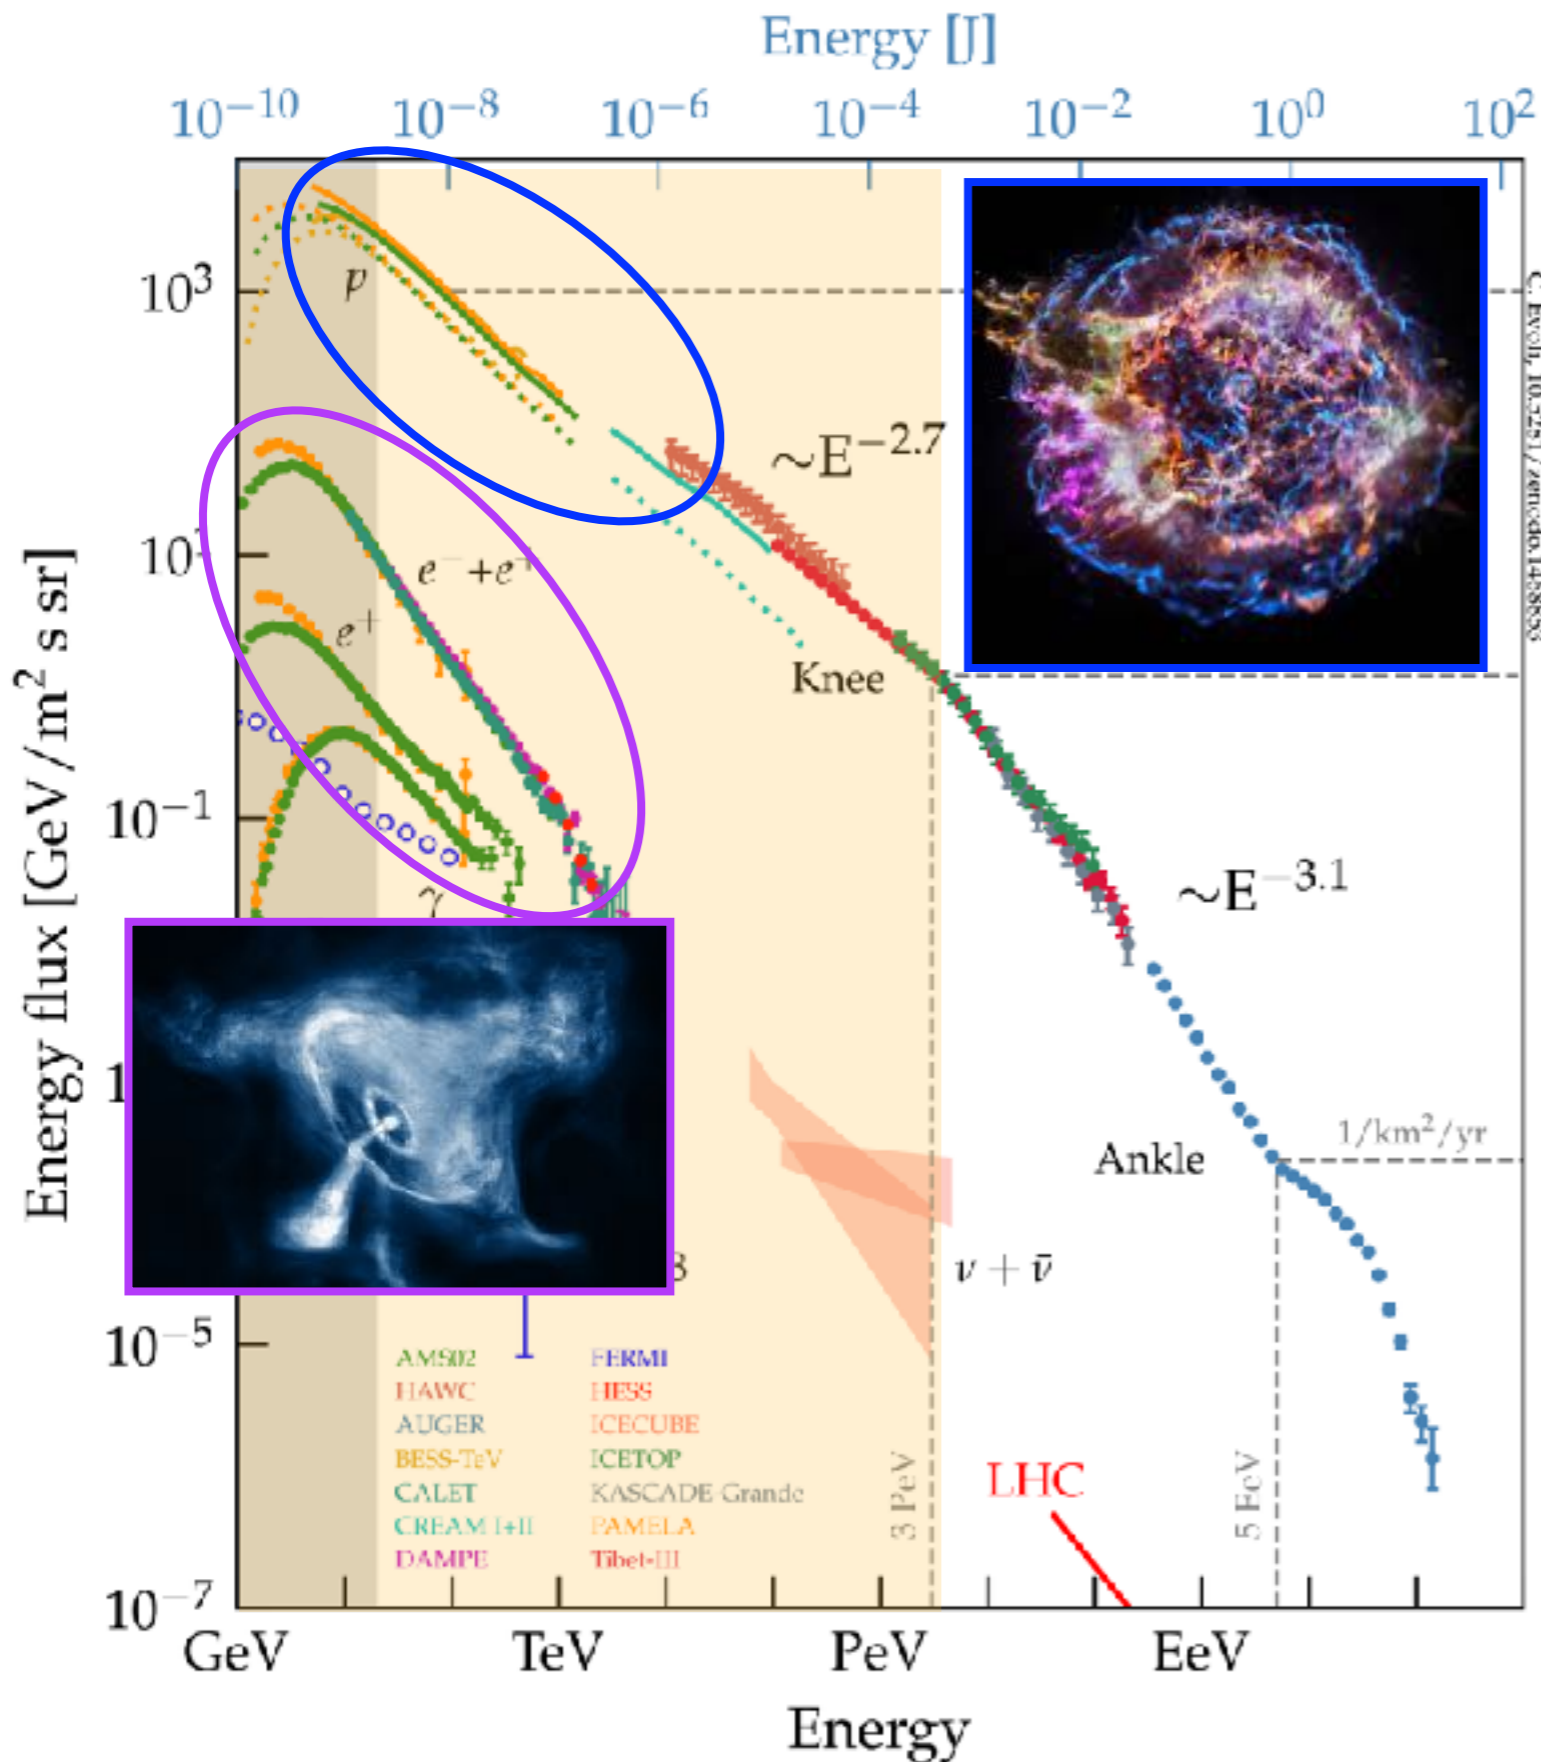 Energy [J]
10⁻¹⁰ 10⁻⁸ 10⁻⁶ 10⁻⁴ 10⁻² 10⁰ 10²
Energy flux [GeV/m² s sr]
10³
10⁻¹
10⁻⁵
10⁻⁷
p
e⁻+e
e⁺
γ
~E⁻²·⁷
Knee
~E⁻³·¹
1/km²/yr
Ankle
ν + ν̄
AMS02 FERMI
HAWC HESS
AUGER ICECUBE
BESS-TeV ICETOP
CALET KASCADE-Grande
CREAM I+II PAMELA
DAMPE Tibet-III
3 PeV
LHC
5 EeV
GeV TeV PeV EeV
Energy